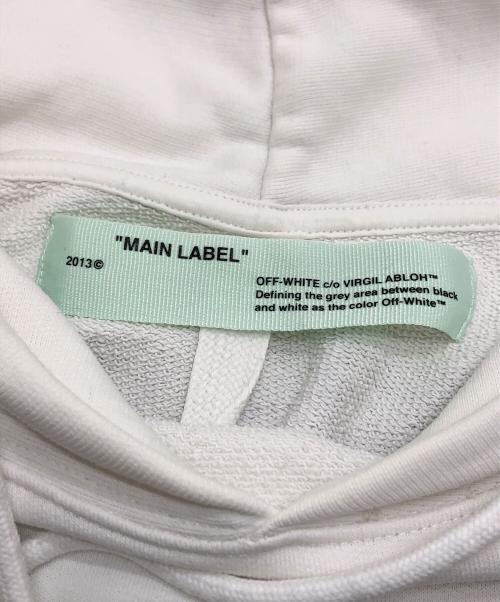 "MAIN LABEL"
2013©
OFF-WHITE c/o VIRGIL ABLOH™
Defining the grey area between black
and white as the color Off-White™